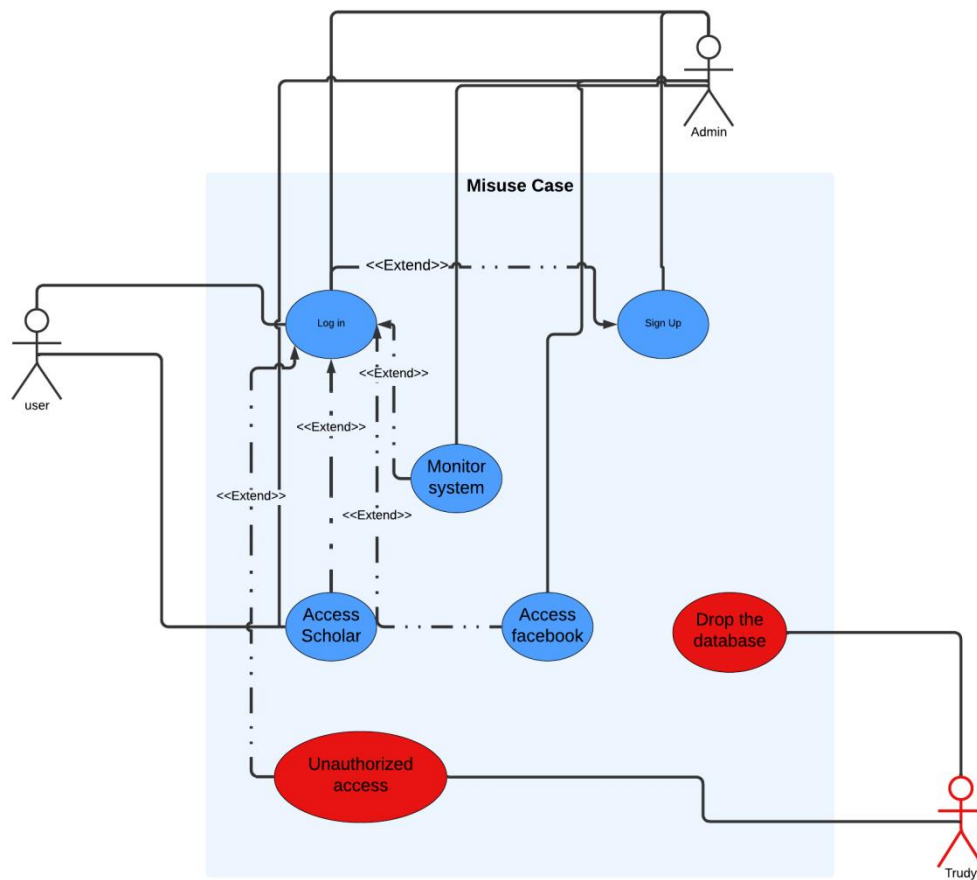 Admin
Misuse Case
<<Extend>>
Log in
Sign Up
user
<<Extend>>
<<Extend>>
Monitor
system
<<Extend>>
<<Extend>>
Access
Scholar
Access
facebook
Drop the
database
Unauthorized
access
Trudy